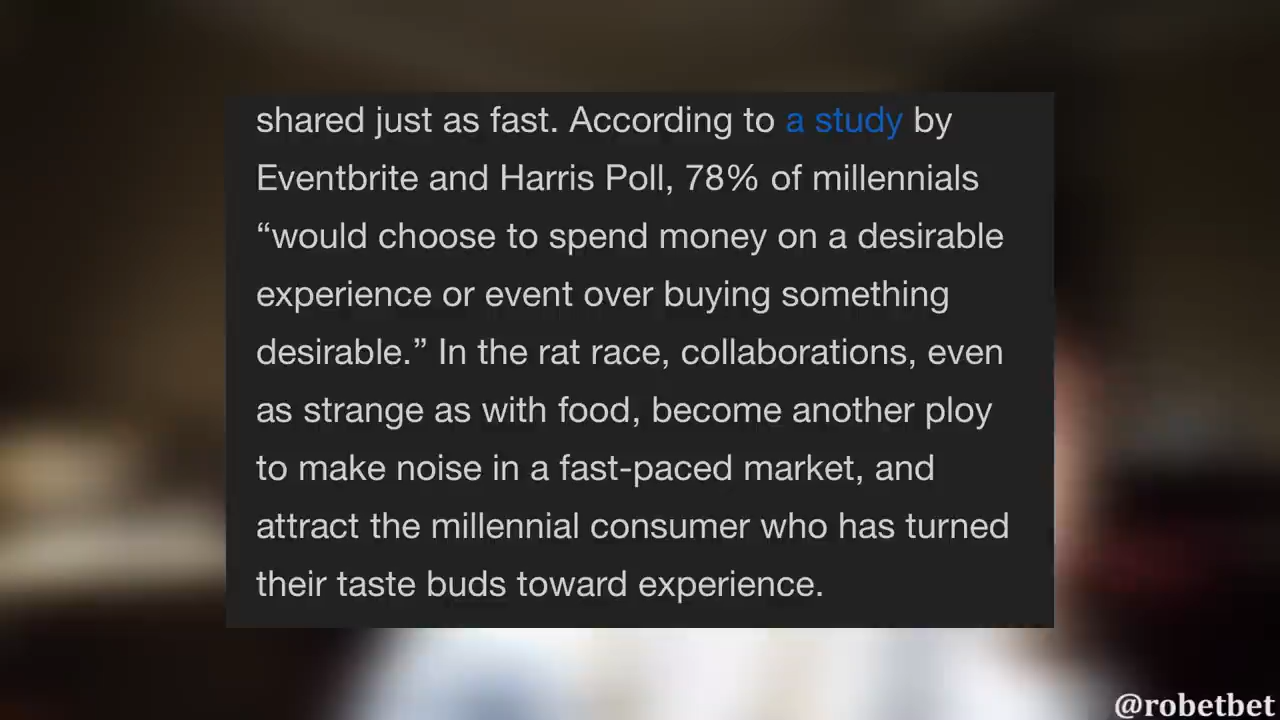 shared just as fast. According to a study by
Eventbrite and Harris Poll, 78% of millennials
“would choose to spend money on a desirable
experience or event over buying something
desirable.” In the rat race, collaborations, even
as strange as with food, become another ploy
to make noise in a fast-paced market, and
attract the millennial consumer who has turned
their taste buds toward experience.
@robetbet